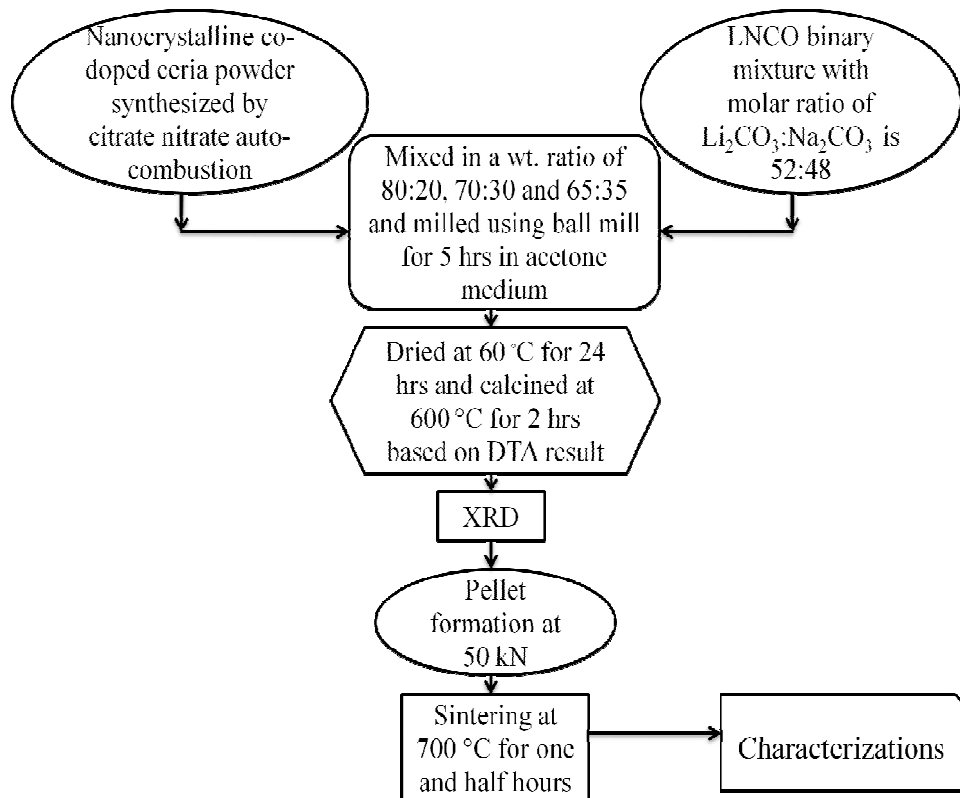 Nanocrystalline co-
doped ceria powder
synthesized by
citrate nitrate auto-
combustion
LNCO binary
mixture with
molar ratio of
Li₂CO₃:Na₂CO₃ is
52:48
Mixed in a wt. ratio of
80:20, 70:30 and 65:35
and milled using ball mill
for 5 hrs in acetone
medium
Dried at 60 °C for 24
hrs and calcined at
600 °C for 2 hrs
based on DTA result
XRD
Pellet
formation at
50 kN
Sintering at
700 °C for one
and half hours
Characterizations